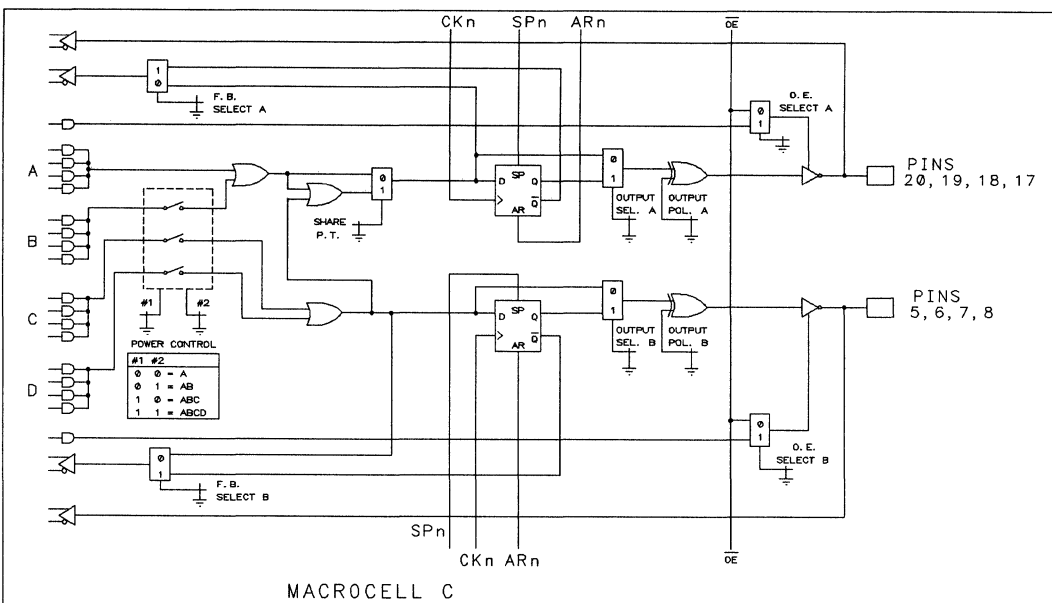 CKn SPn ARn OE
1
0
F.B.
SELECT A
O.E.
SELECT A
0
1
A
PINS
20, 19, 18, 17
0
1
SHARE
P.T.
D SP Q
Q
AR
0
1
OUTPUT
SEL. A
OUTPUT
POL. A
B
#1 #2
C
POWER CONTROL
#1 #2
0 0 = A
0 1 = AB
1 0 = ABC
1 1 = ABCD
D
D SP Q
Q
AR
0
1
OUTPUT
SEL. B
OUTPUT
POL. B
PINS
5, 6, 7, 8
0
1
O.E.
SELECT B
0
1
F.B.
SELECT B
SPn
CKn ARn
OE
MACROCELL C